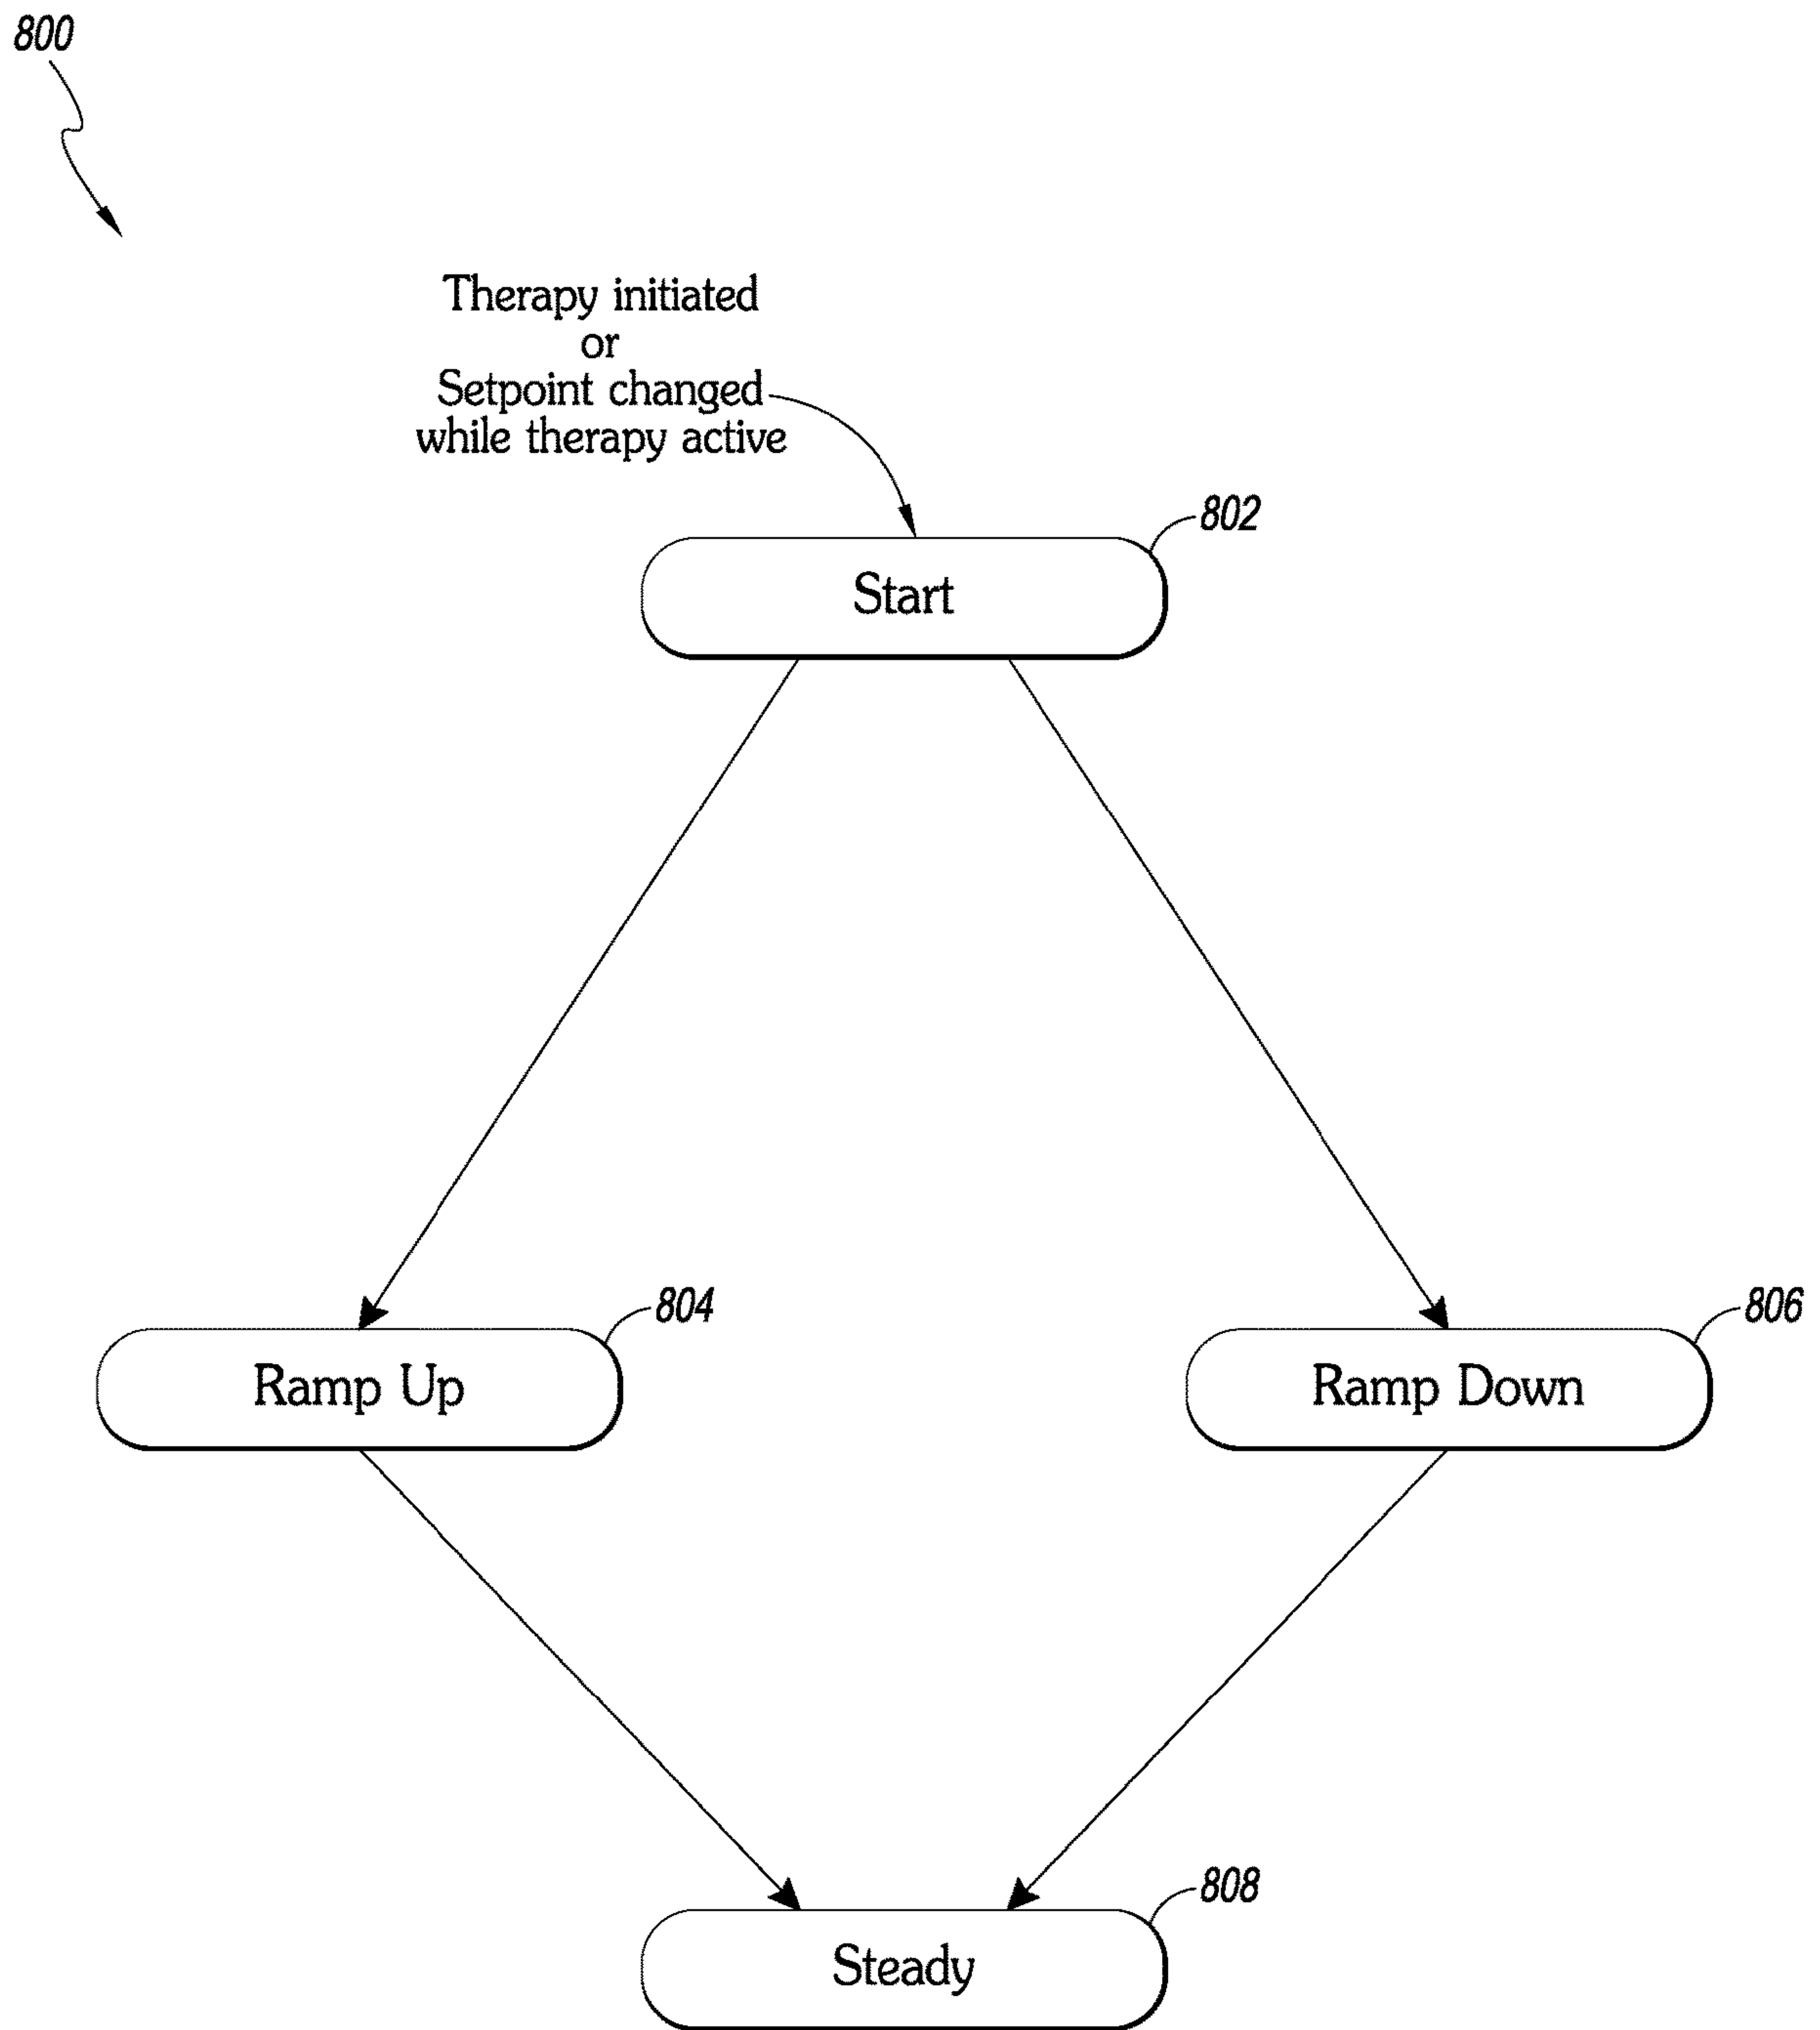 800
Therapy initiated
or
Setpoint changed
while therapy active
802
Start
804
806
Ramp Up
Ramp Down
808
Steady